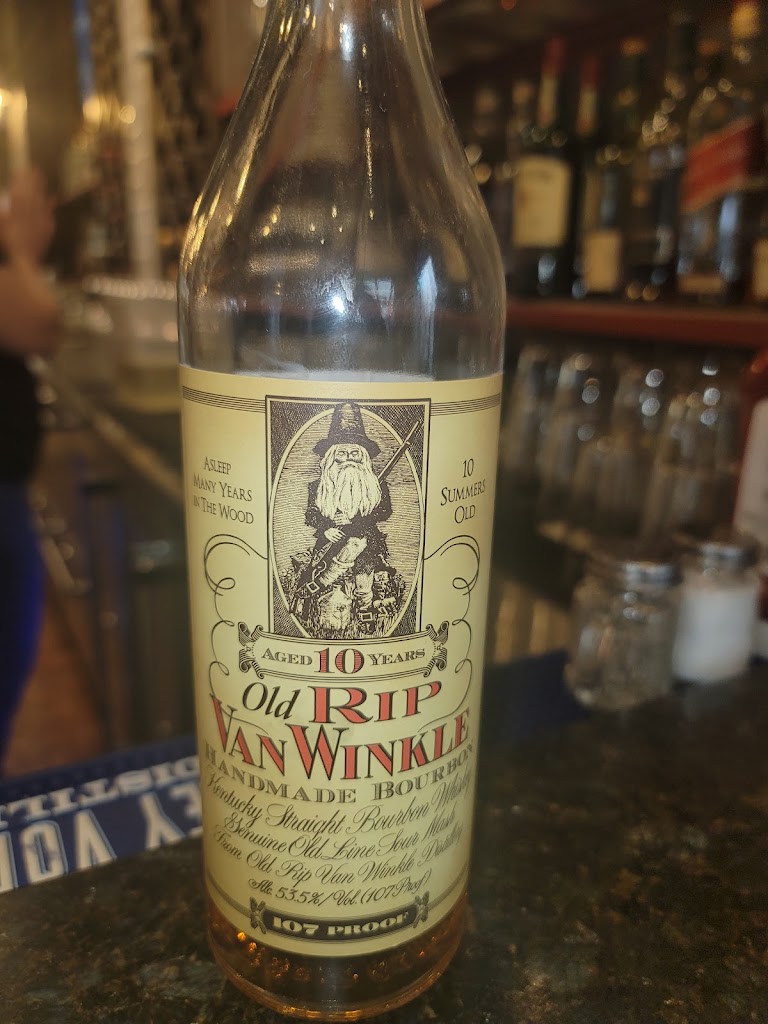 ASLEEP
MANY YEARS
IN THE WOOD
10
SUMMERS
OLD
AGED 10 YEARS
Old RIP
VAN WINKLE
HANDMADE BOURBON
Kentucky Straight Bourbon Whisky
Genuine Old Line Sour Mash
From Old Rip Van Winkle Distillery
Alc. 53.5%/Vol. (107 Proof)
107 PROOF